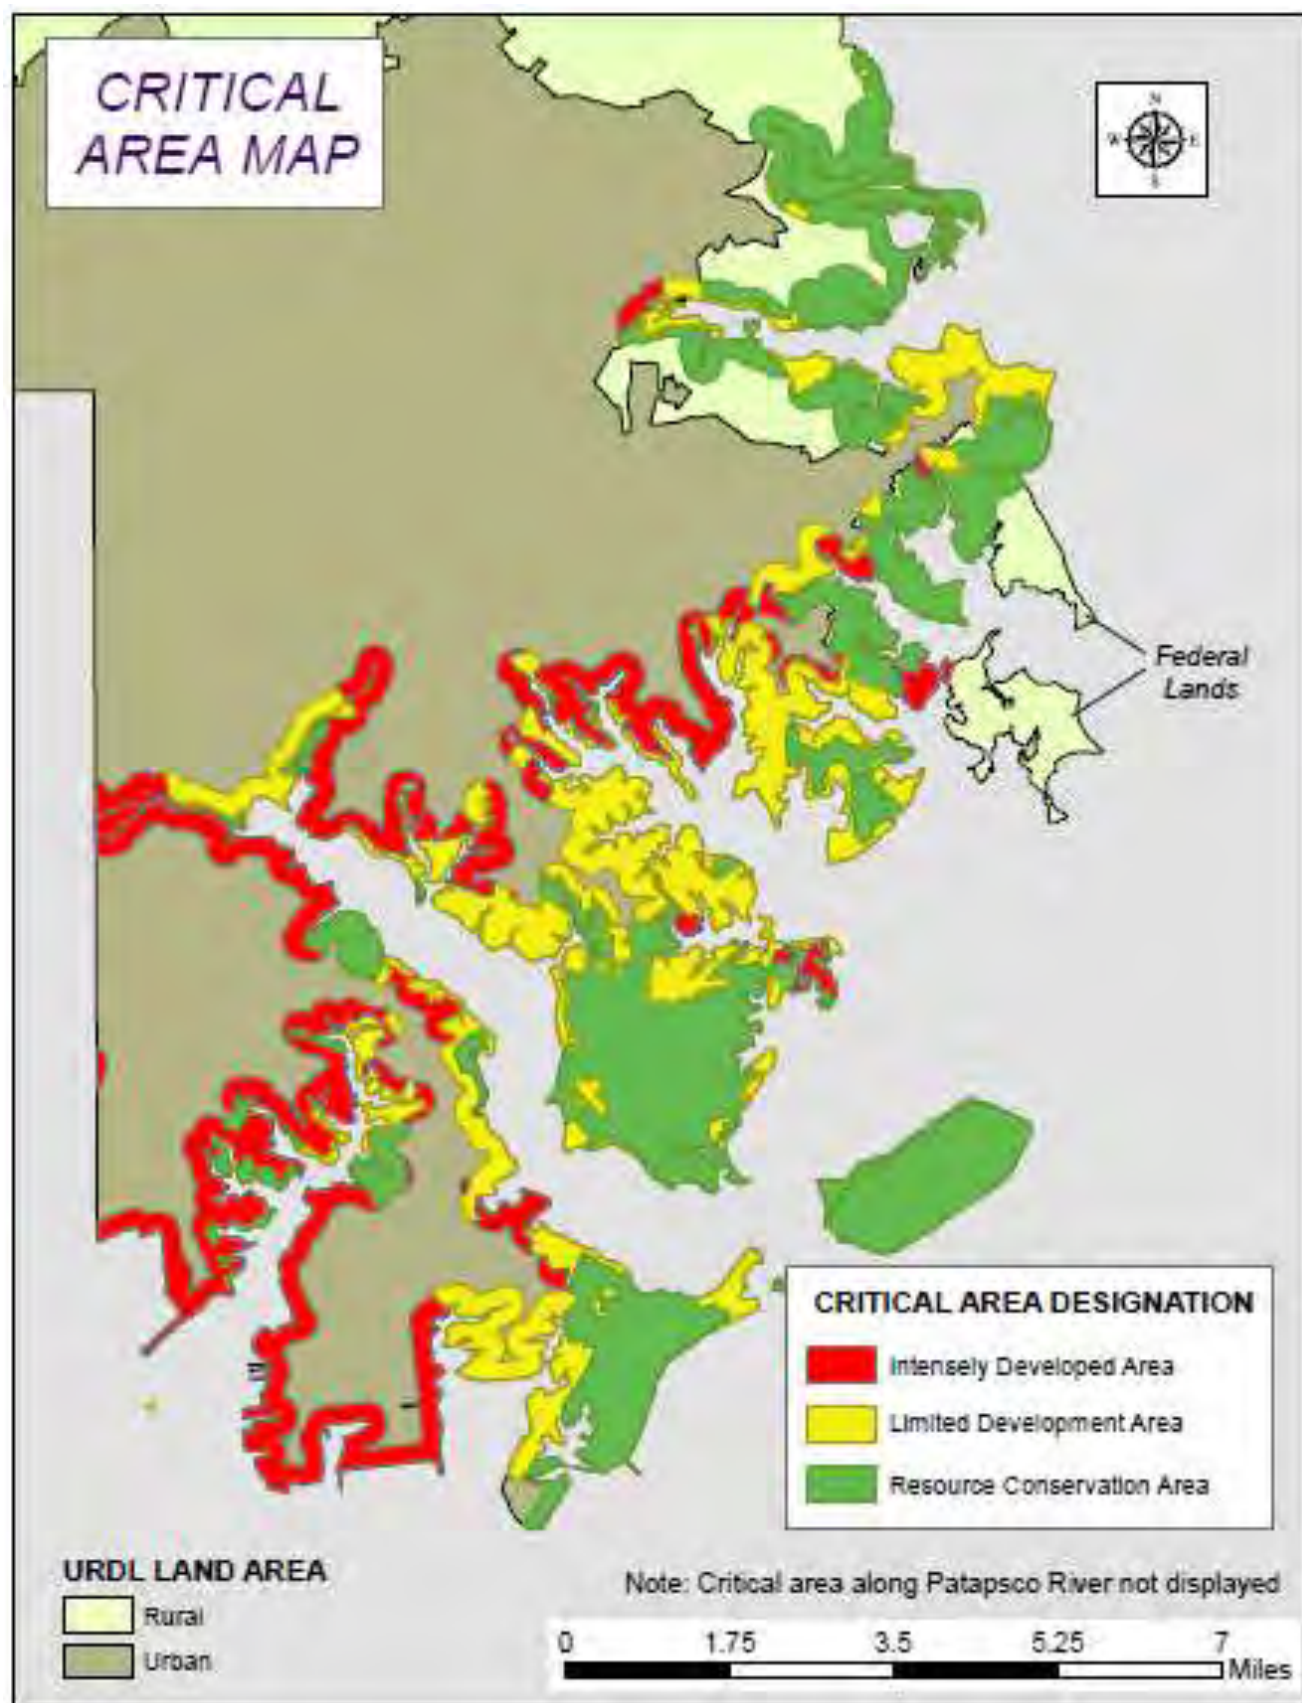 CRITICAL
AREA MAP
N
W E
S
Federal
Lands
CRITICAL AREA DESIGNATION
Intensely Developed Area
Limited Development Area
Resource Conservation Area
URDL LAND AREA
Rural
Urban
Note: Critical area along Patapsco River not displayed
0 1.75 3.5 5.25 7
Miles